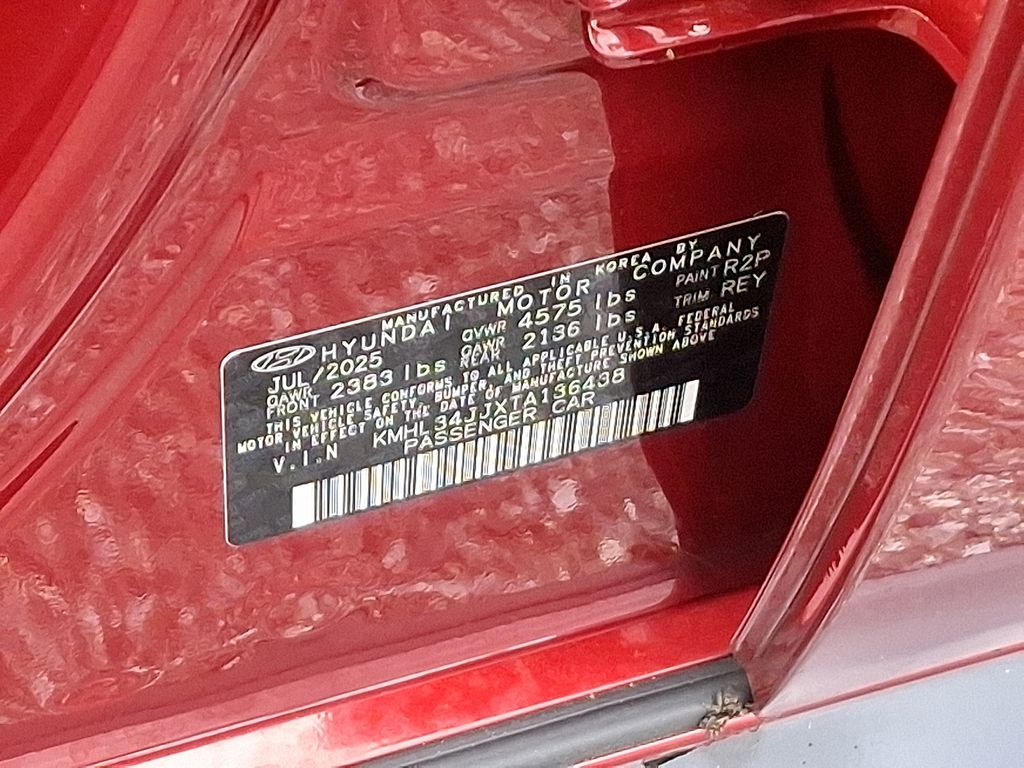 MANUFACTURED IN KOREA BY
HYUNDAI MOTOR COMPANY
JUL/2025 GVWR 4575 lbs PAINT R2P
GAWR FRONT 2383 lbs GAWR REAR 2136 lbs TRIM REY
THIS VEHICLE CONFORMS TO ALL APPLICABLE U.S.A. FEDERAL
MOTOR VEHICLE SAFETY, BUMPER, AND THEFT PREVENTION STANDARDS
IN EFFECT ON THE DATE OF MANUFACTURE SHOWN ABOVE
V.I.N KMHL34JJXTA136438
PASSENGER CAR